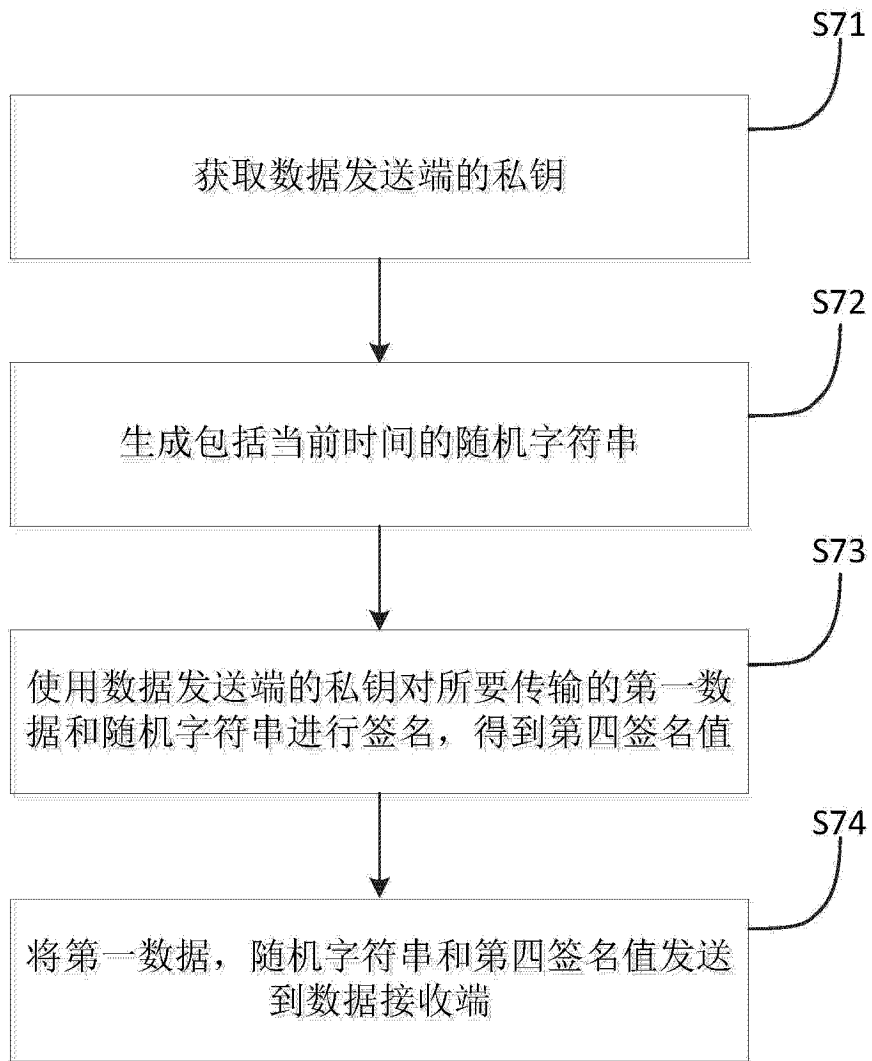 S71
获取数据发送端的私钥
S72
生成包括当前时间的随机字符串
S73
使用数据发送端的私钥对所要传输的第一数
据和随机字符串进行签名，得到第四签名值
S74
将第一数据，随机字符串和第四签名值发送
到数据接收端